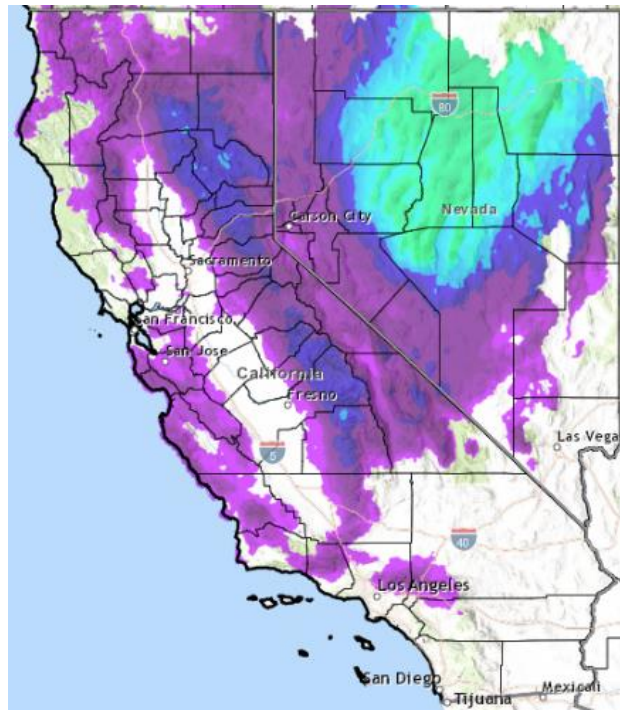 80
Nevada
Carson City
Sacramento
San Francisco
San Jose
California
Fresno
5
Las Vega
40
Los Angeles
San Diego
Tijuana
Mexicali